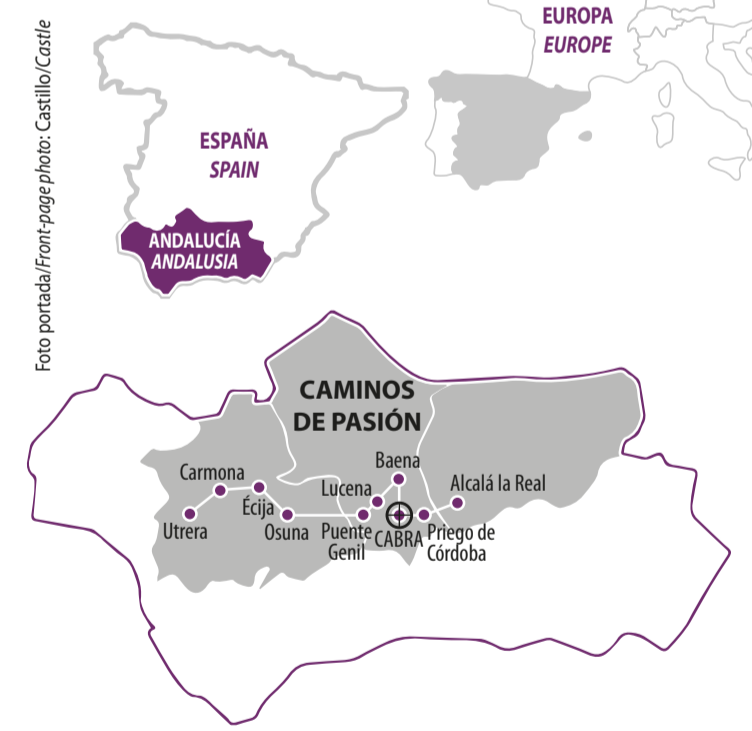 EUROPA
EUROPE
Foto portada/Front-page photo: Castillo/Castle
ESPAÑA
SPAIN
ANDALUCÍA
ANDALUSIA
CAMINOS
DE PASIÓN
Baena
Carmona
Alcalá la Real
Lucena
Écija
Utrera
Osuna
Puente
Genil
CABRA
Priego de
Córdoba